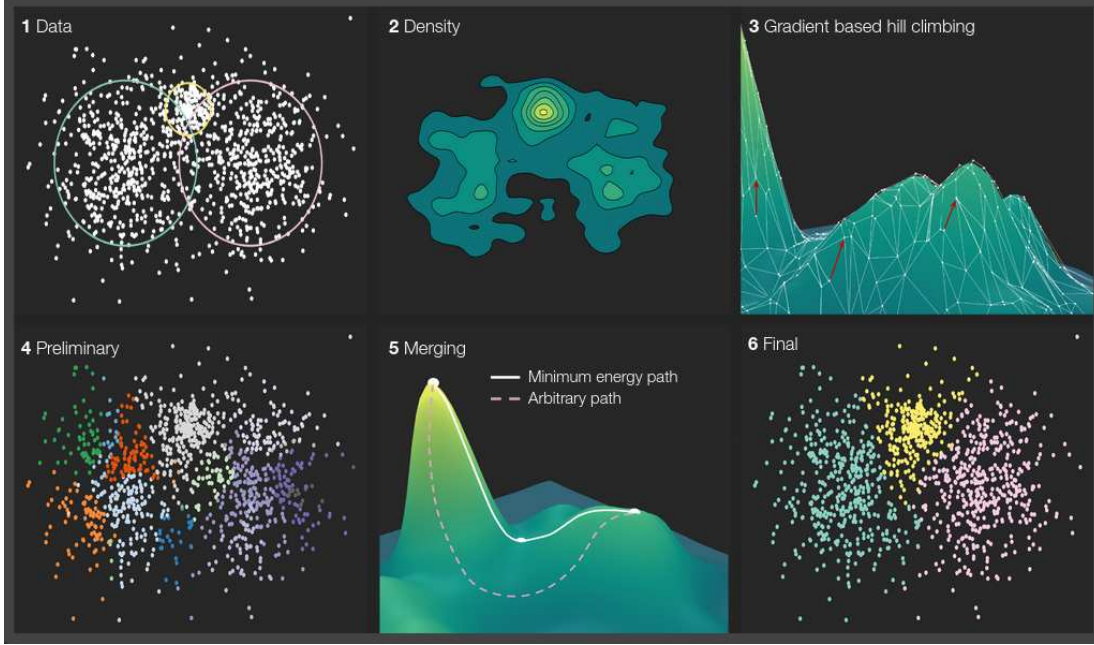 1 Data
2 Density
3 Gradient based hill climbing
4 Preliminary
5 Merging
Minimum energy path
Arbitrary path
6 Final